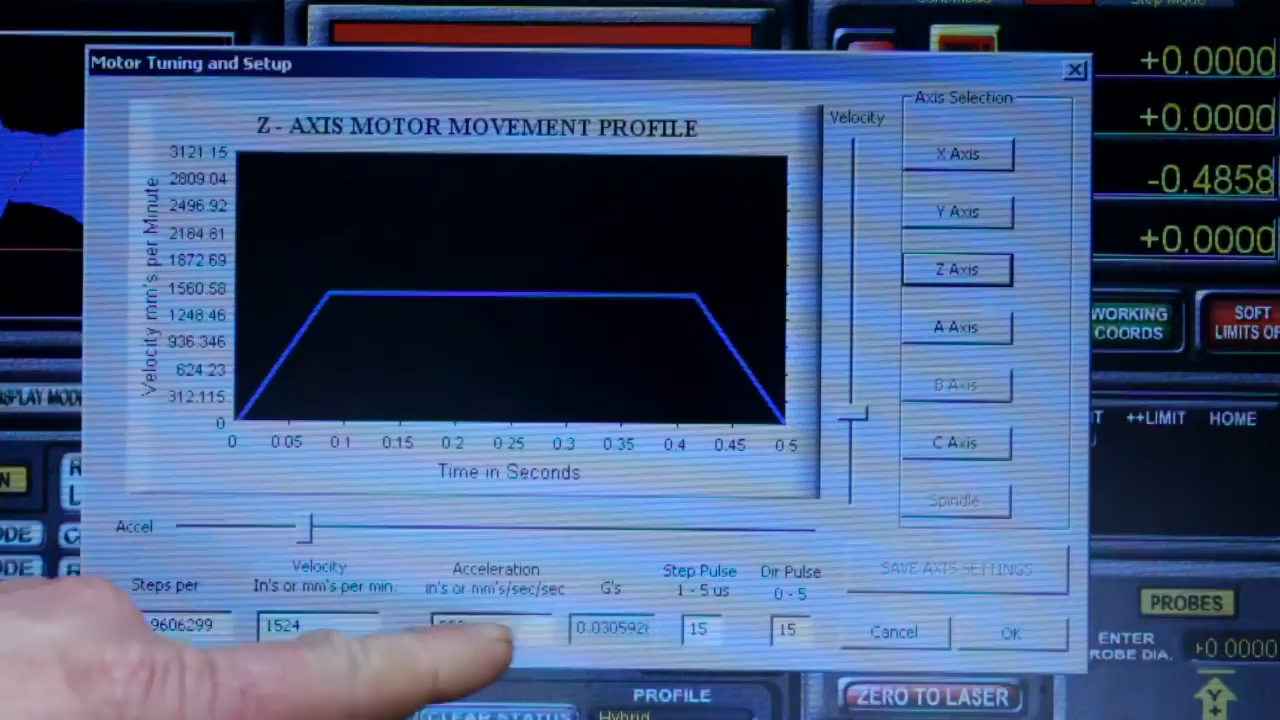 Motor Tuning and Setup
Z - AXIS MOTOR MOVEMENT PROFILE
Velocity mm's per Minute
3121.15
2809.04
2496.92
2184.81
1872.69
1560.58
1248.46
936.346
624.23
312.115
0
0 0.05 0.1 0.15 0.2 0.25 0.3 0.35 0.4 0.45 0.5
Time in Seconds
Velocity
Axis Selection
X Axis
Y Axis
Z Axis
A Axis
B Axis
C Axis
Spindle
Accel
Steps per
Velocity
In's or mm's per min.
Acceleration
in's or mm's/sec/sec
G's
Step Pulse
1 - 5 us
Dir Pulse
0 - 5
9606299
1524
0.030592
15
15
SAVE AXIS SETTINGS
Cancel
OK
+0.0000
+0.0000
-0.4858
+0.0000
WORKING
COORDS
SOFT
LIMITS
++LIMIT
HOME
PROBES
ENTER
DIA.
+0.0000
Y
+
ZERO TO LASER
PROFILE
Hybrid
CLEAR STATUS